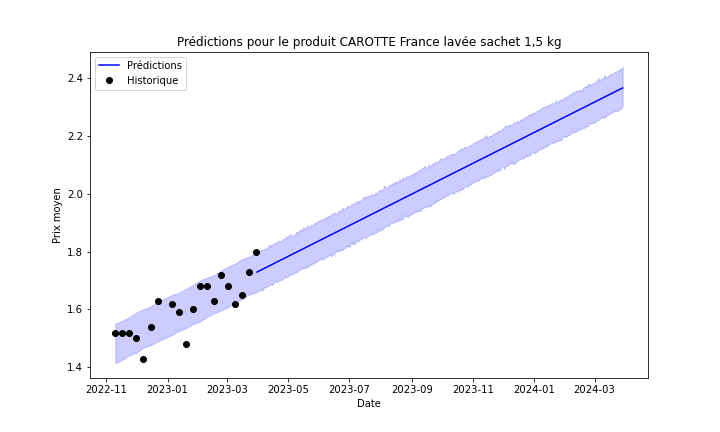 Prédictions pour le produit CAROTTE France lavée sachet 1,5 kg
Prédictions
Historique
Prix moyen
2.4
2.2
2.0
1.8
1.6
1.4
2022-11 2023-01 2023-03 2023-05 2023-07 2023-09 2023-11 2024-01 2024-03
Date